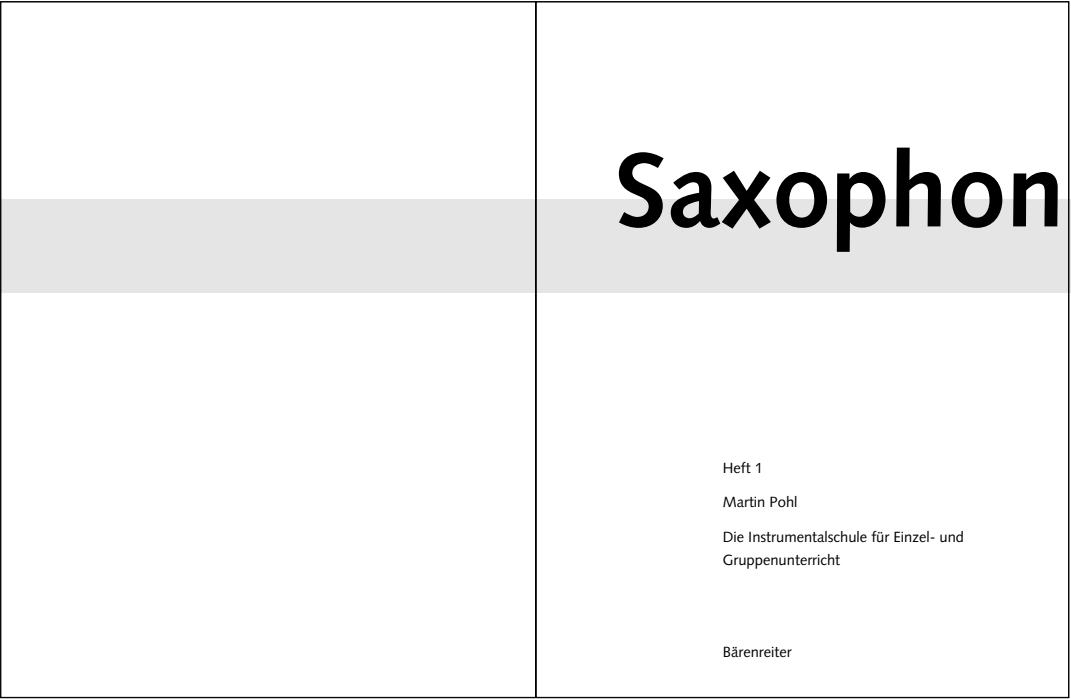 Saxophon
Heft 1
Martin Pohl
Die Instrumentalschule für Einzel- und
Gruppenunterricht
Bärenreiter